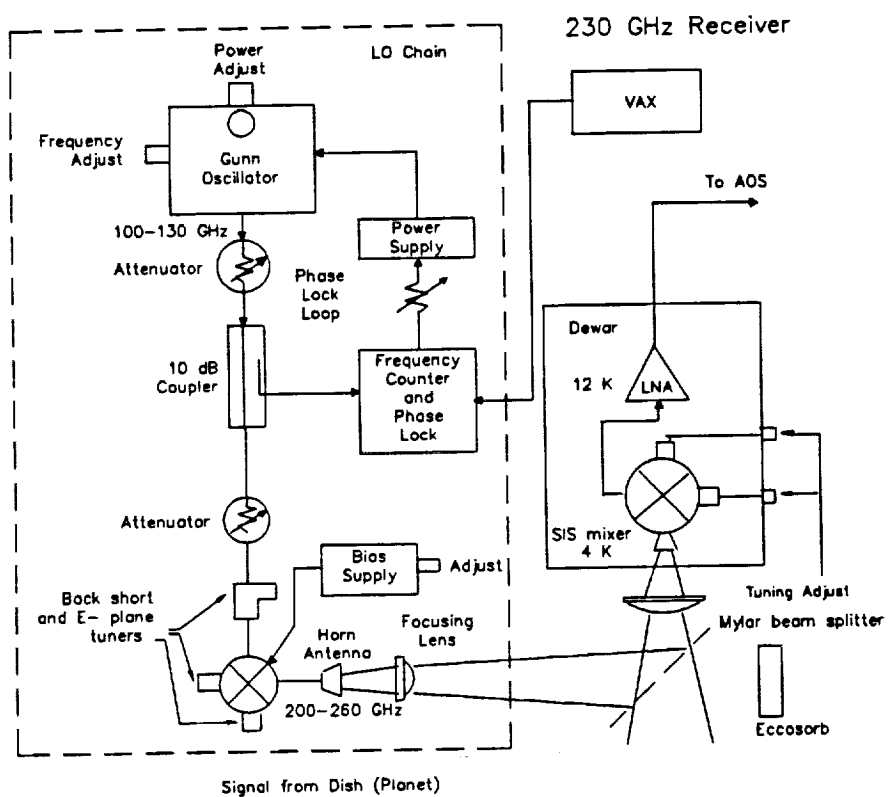 230 GHz Receiver
Power
Adjust
LO Chain
VAX
Frequency
Adjust
Gunn
Oscillator
To AOS
100-130 GHz
Power
Supply
Attenuator
Phase
Lock
Loop
Dewar
10 dB
Coupler
Frequency
Counter
and
Phase
Lock
12 K
LNA
Attenuator
SIS mixer
4 K
Bias
Supply
Adjust
Tuning Adjust
Back short
and E- plane
tuners
Horn
Antenna
Focusing
Lens
Mylar beam splitter
200-260 GHz
Eccosorb
Signal from Dish (Planet)